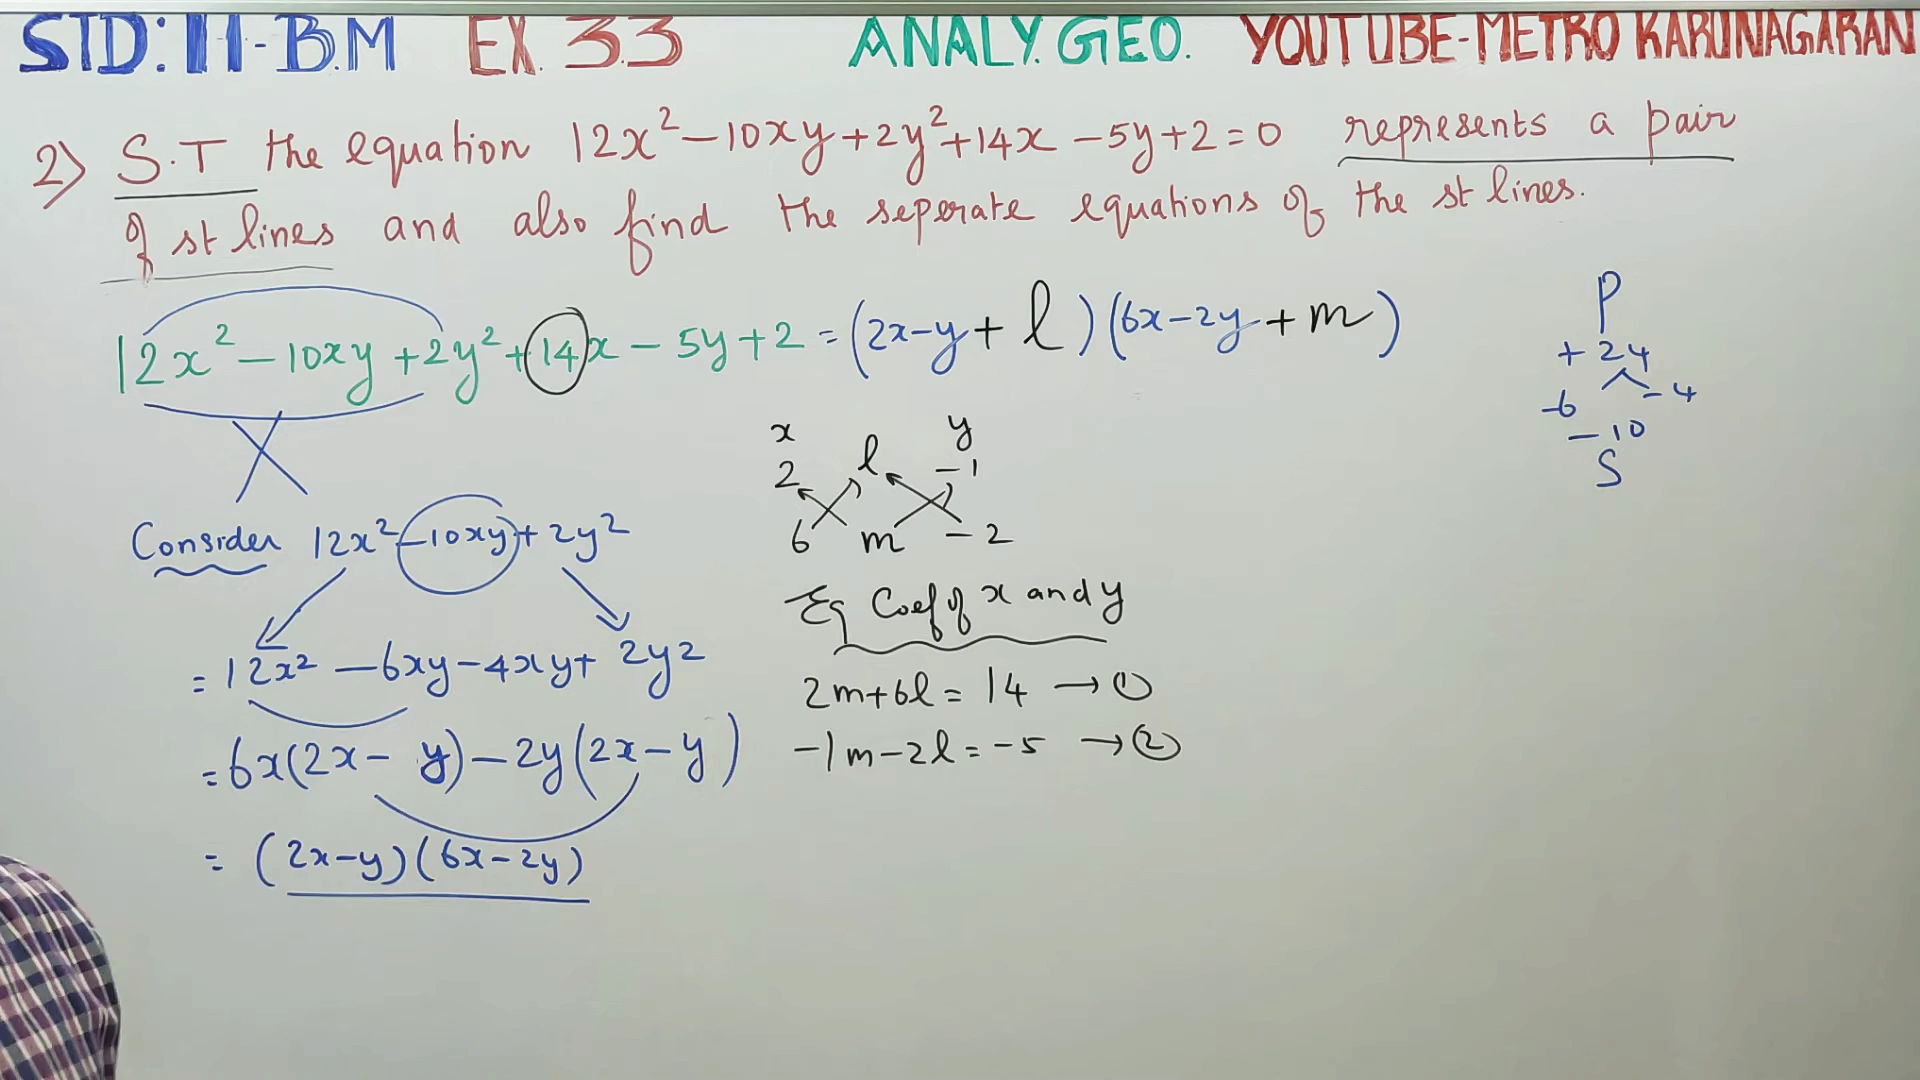 STD: 11-B.M EX. 3.3 ANALY. GEO. YOUTUBE-METRO KARUNAGARAN
2) S.T the equation 12x²-10xy+2y²+14x-5y+2=0 represents a pair
of st lines and also find the seperate equations of the st lines.
12x²-10xy+2y²+14x-5y+2=(2x-y+l)(6x-2y+m)
P
+24
-6 -4
-10
S
x y
2 l -1
6 m -2
Consider 12x²-10xy+2y²
Eq Coef of x and y
=12x²-6xy-4xy+2y²
2m+6l=14→①
=6x(2x-y)-2y(2x-y)
-1m-2l=-5→②
=(2x-y)(6x-2y)